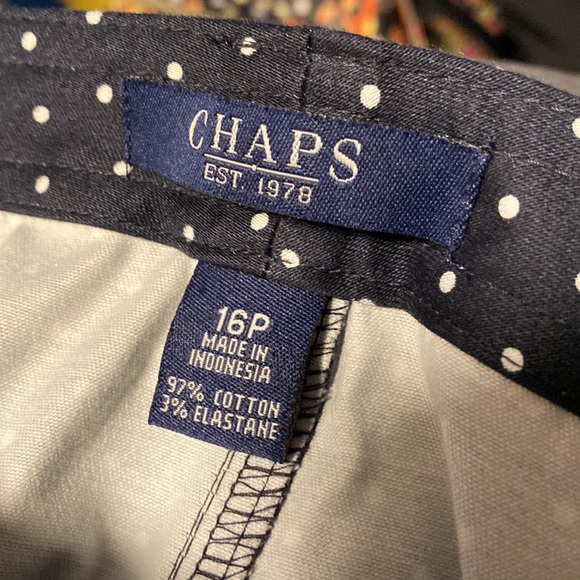 CHAPS
EST. 1978
16P
MADE IN
INDONESIA
97% COTTON
3% ELASTANE